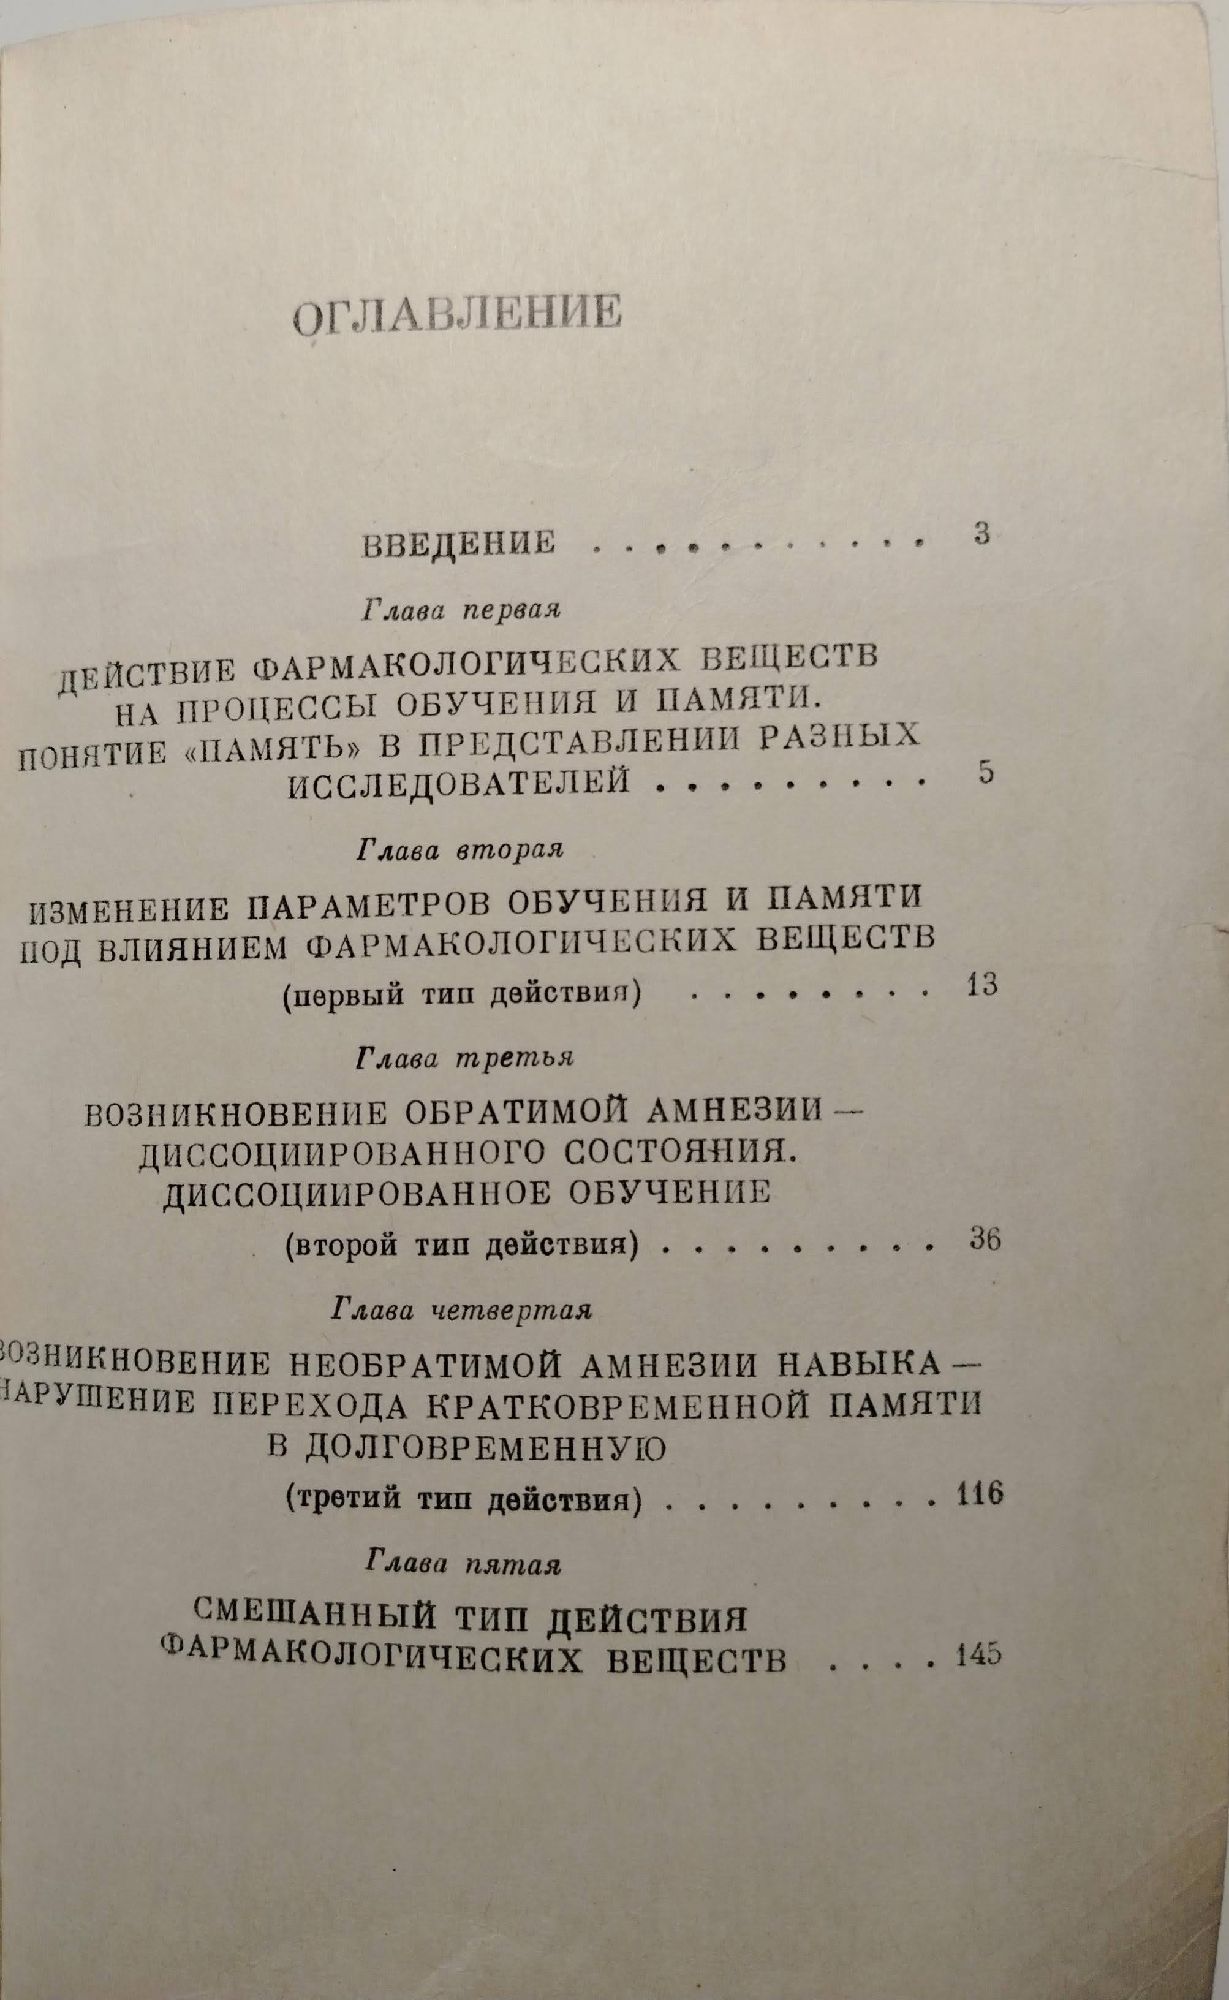 ОГЛАВЛЕНИЕ
ВВЕДЕНИЕ . . . . . . . . . . . 3
Глава первая
ДЕЙСТВИЕ ФАРМАКОЛОГИЧЕСКИХ ВЕЩЕСТВ
НА ПРОЦЕССЫ ОБУЧЕНИЯ И ПАМЯТИ.
ПОНЯТИЕ «ПАМЯТЬ» В ПРЕДСТАВЛЕНИИ РАЗНЫХ
ИССЛЕДОВАТЕЛЕЙ . . . . . . . . . 5
Глава вторая
ИЗМЕНЕНИЕ ПАРАМЕТРОВ ОБУЧЕНИЯ И ПАМЯТИ
ПОД ВЛИЯНИЕМ ФАРМАКОЛОГИЧЕСКИХ ВЕЩЕСТВ
(первый тип действия) . . . . . . . . 13
Глава третья
ВОЗНИКНОВЕНИЕ ОБРАТИМОЙ АМНЕЗИИ —
ДИССОЦИИРОВАННОГО СОСТОЯНИЯ.
ДИССОЦИИРОВАННОЕ ОБУЧЕНИЕ
(второй тип действия) . . . . . . . . . 36
Глава четвертая
ВОЗНИКНОВЕНИЕ НЕОБРАТИМОЙ АМНЕЗИИ НАВЫКА —
НАРУШЕНИЕ ПЕРЕХОДА КРАТКОВРЕМЕННОЙ ПАМЯТИ
В ДОЛГОВРЕМЕННУЮ
(третий тип действия) . . . . . . . . . 116
Глава пятая
СМЕШАННЫЙ ТИП ДЕЙСТВИЯ
ФАРМАКОЛОГИЧЕСКИХ ВЕЩЕСТВ . . . . 145